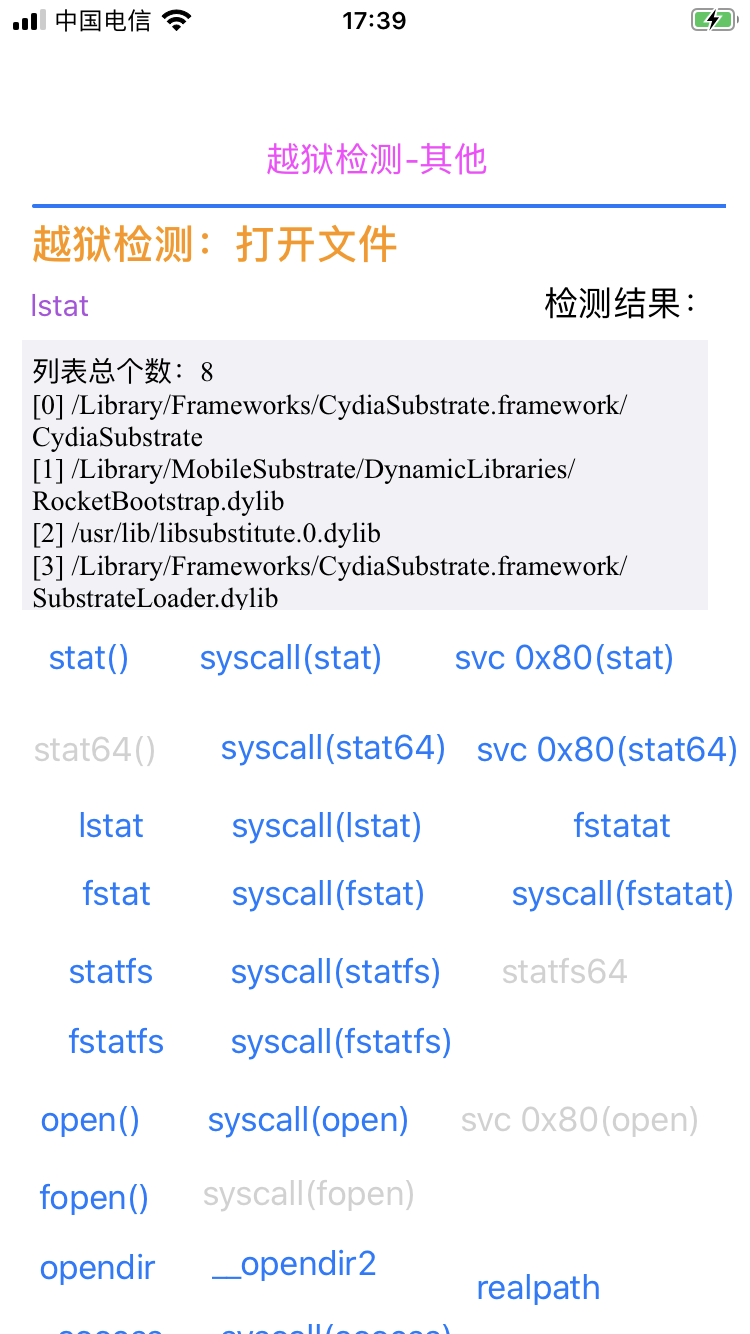 中国电信 17:39
越狱检测-其他
越狱检测：打开文件
lstat 检测结果：
列表总个数：8
[0] /Library/Frameworks/CydiaSubstrate.framework/
CydiaSubstrate
[1] /Library/MobileSubstrate/DynamicLibraries/
RocketBootstrap.dylib
[2] /usr/lib/libsubstitute.0.dylib
[3] /Library/Frameworks/CydiaSubstrate.framework/
SubstrateLoader.dylib
stat() syscall(stat) svc 0x80(stat)
stat64() syscall(stat64) svc 0x80(stat64)
lstat syscall(lstat) fstatat
fstat syscall(fstat) syscall(fstatat)
statfs syscall(statfs) statfs64
fstatfs syscall(fstatfs)
open() syscall(open) svc 0x80(open)
fopen() syscall(fopen)
opendir __opendir2 realpath
access syscall(access)